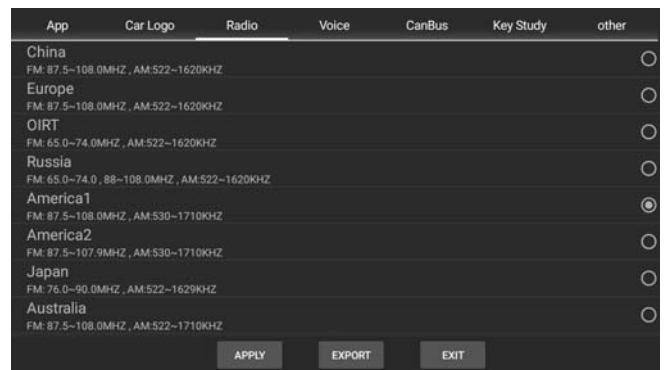 App Car Logo Radio Voice CanBus Key Study other
China
FM: 87.5~108.0MHZ , AM:522~1620KHZ
Europe
FM: 87.5~108.0MHZ , AM:522~1620KHZ
OIRT
FM: 65.0~74.0MHZ , AM:522~1620KHZ
Russia
FM: 65.0~74.0 , 88~108.0MHZ , AM:522~1620KHZ
America1
FM: 87.5~108.0MHZ , AM:530~1710KHZ
America2
FM: 87.5~107.9MHZ , AM:530~1710KHZ
Japan
FM: 76.0~90.0MHZ , AM:522~1629KHZ
Australia
FM: 87.5~108.0MHZ , AM:522~1710KHZ
APPLY EXPORT EXIT